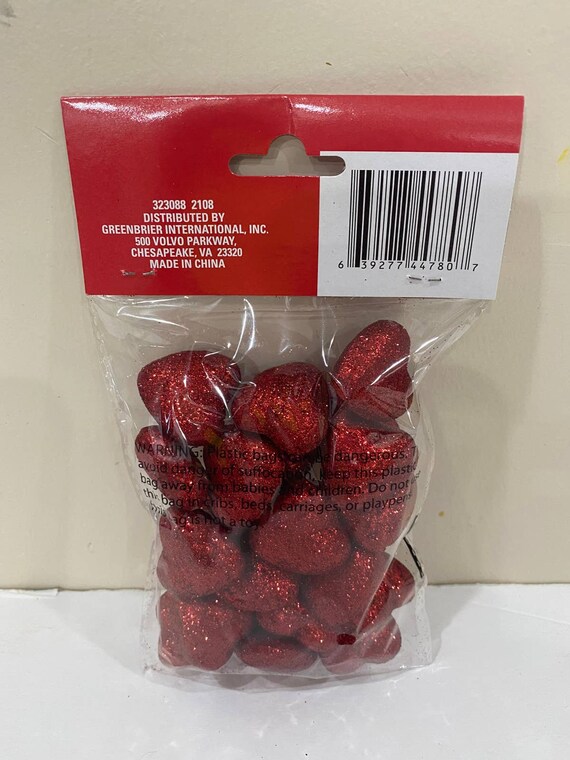 323088 2108
DISTRIBUTED BY
GREENBRIER INTERNATIONAL, INC.
500 VOLVO PARKWAY,
CHESAPEAKE, VA 23320
MADE IN CHINA
6 39277 44780 7
WARNING: Plastic bags can be dangerous. To
avoid danger of suffocation, keep this plastic
bag away from babies and children. Do not
this bag in cribs, beds, carriages, or playpens.
bag is not a toy